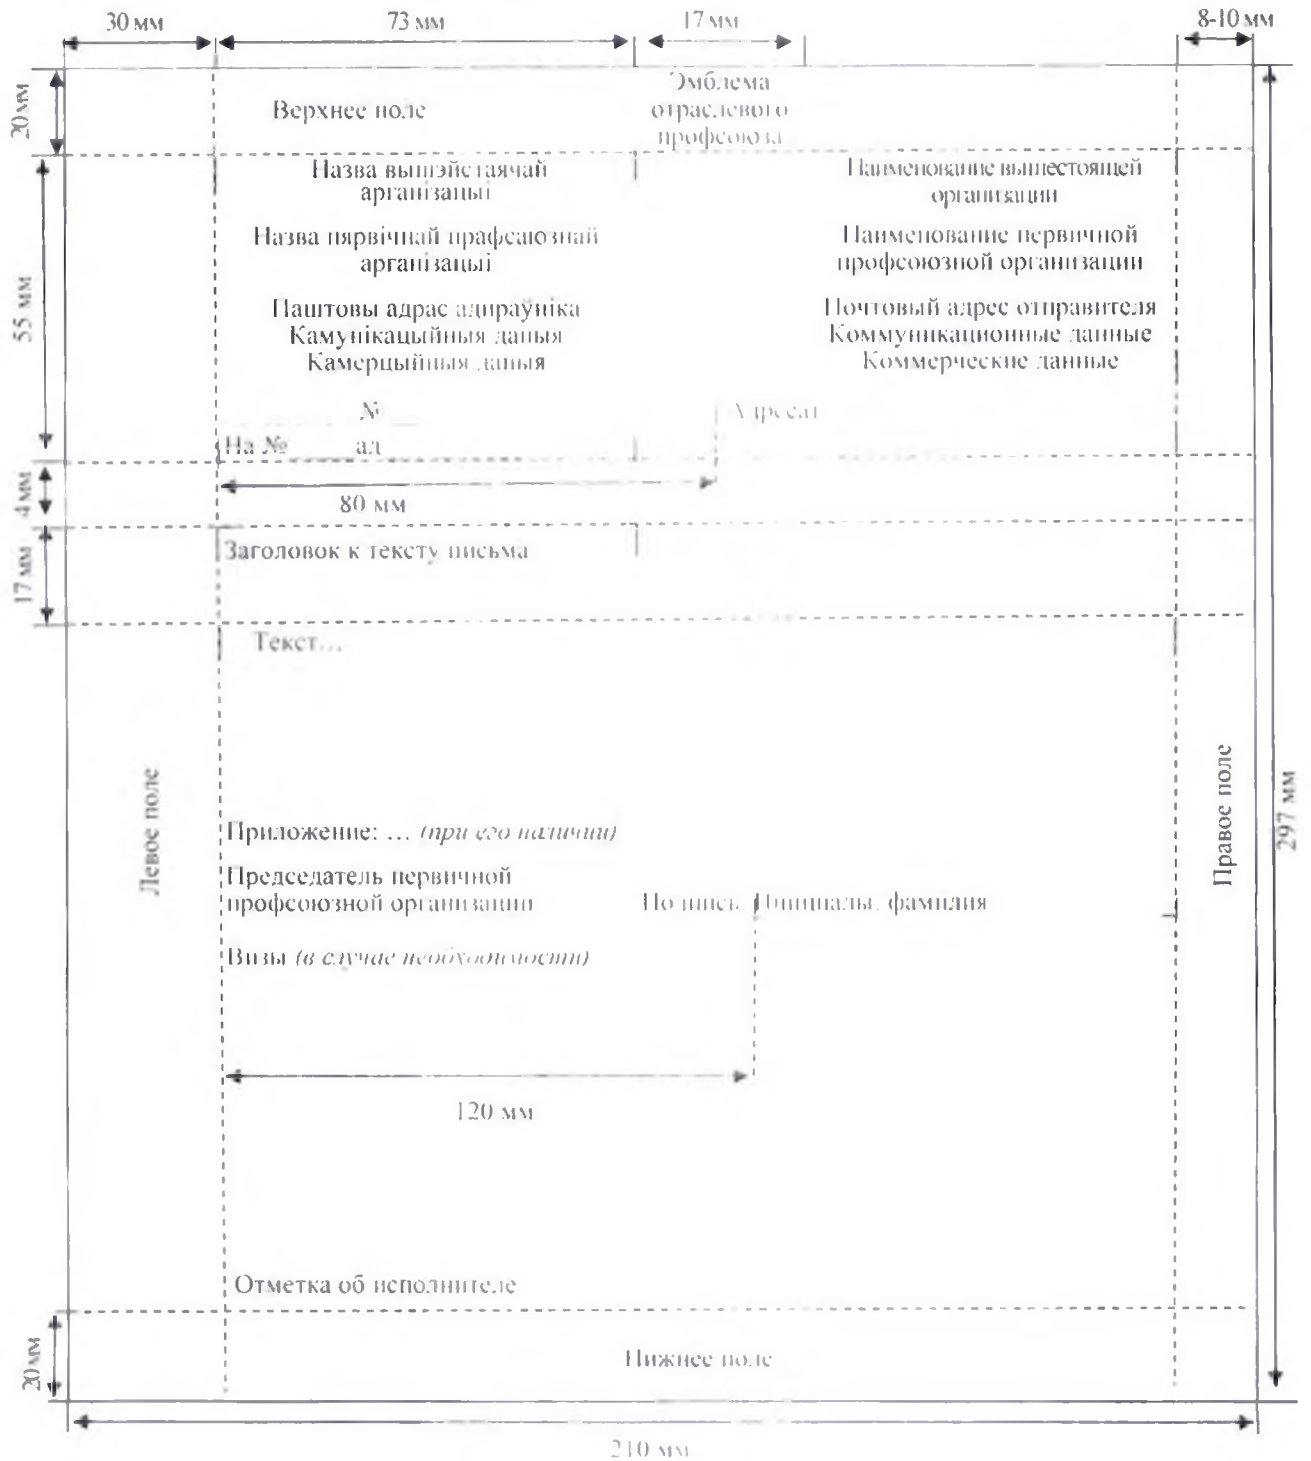 30 мм
73 мм
17 мм
8-10 мм
20 мм
Верхнее поле
Эмблема
отраслевого
профсоюза
55 мм
Назва вышэйстаячай
арганізацыі
Наименование вышестоящей
организации
Назва пярвічнай прафсаюзнай
арганізацыі
Наименование первичной
профсоюзной организации
Паштовы адрас адпраўніка
Камунікацыйныя даныя
Камерцыйныя даныя
Почтовый адрес отправителя
Коммуникационные данные
Коммерческие данные
№
Адресат
На № ад
4 мм
80 мм
17 мм
Заголовок к тексту письма
Текст...
Левое поле
Правое поле
297 мм
Приложение: ... (при его наличии)
Председатель первичной
профсоюзной организации
Подпись Инициалы, фамилия
Визы (в случае необходимости)
120 мм
Отметка об исполнителе
20 мм
Нижнее поле
210 мм